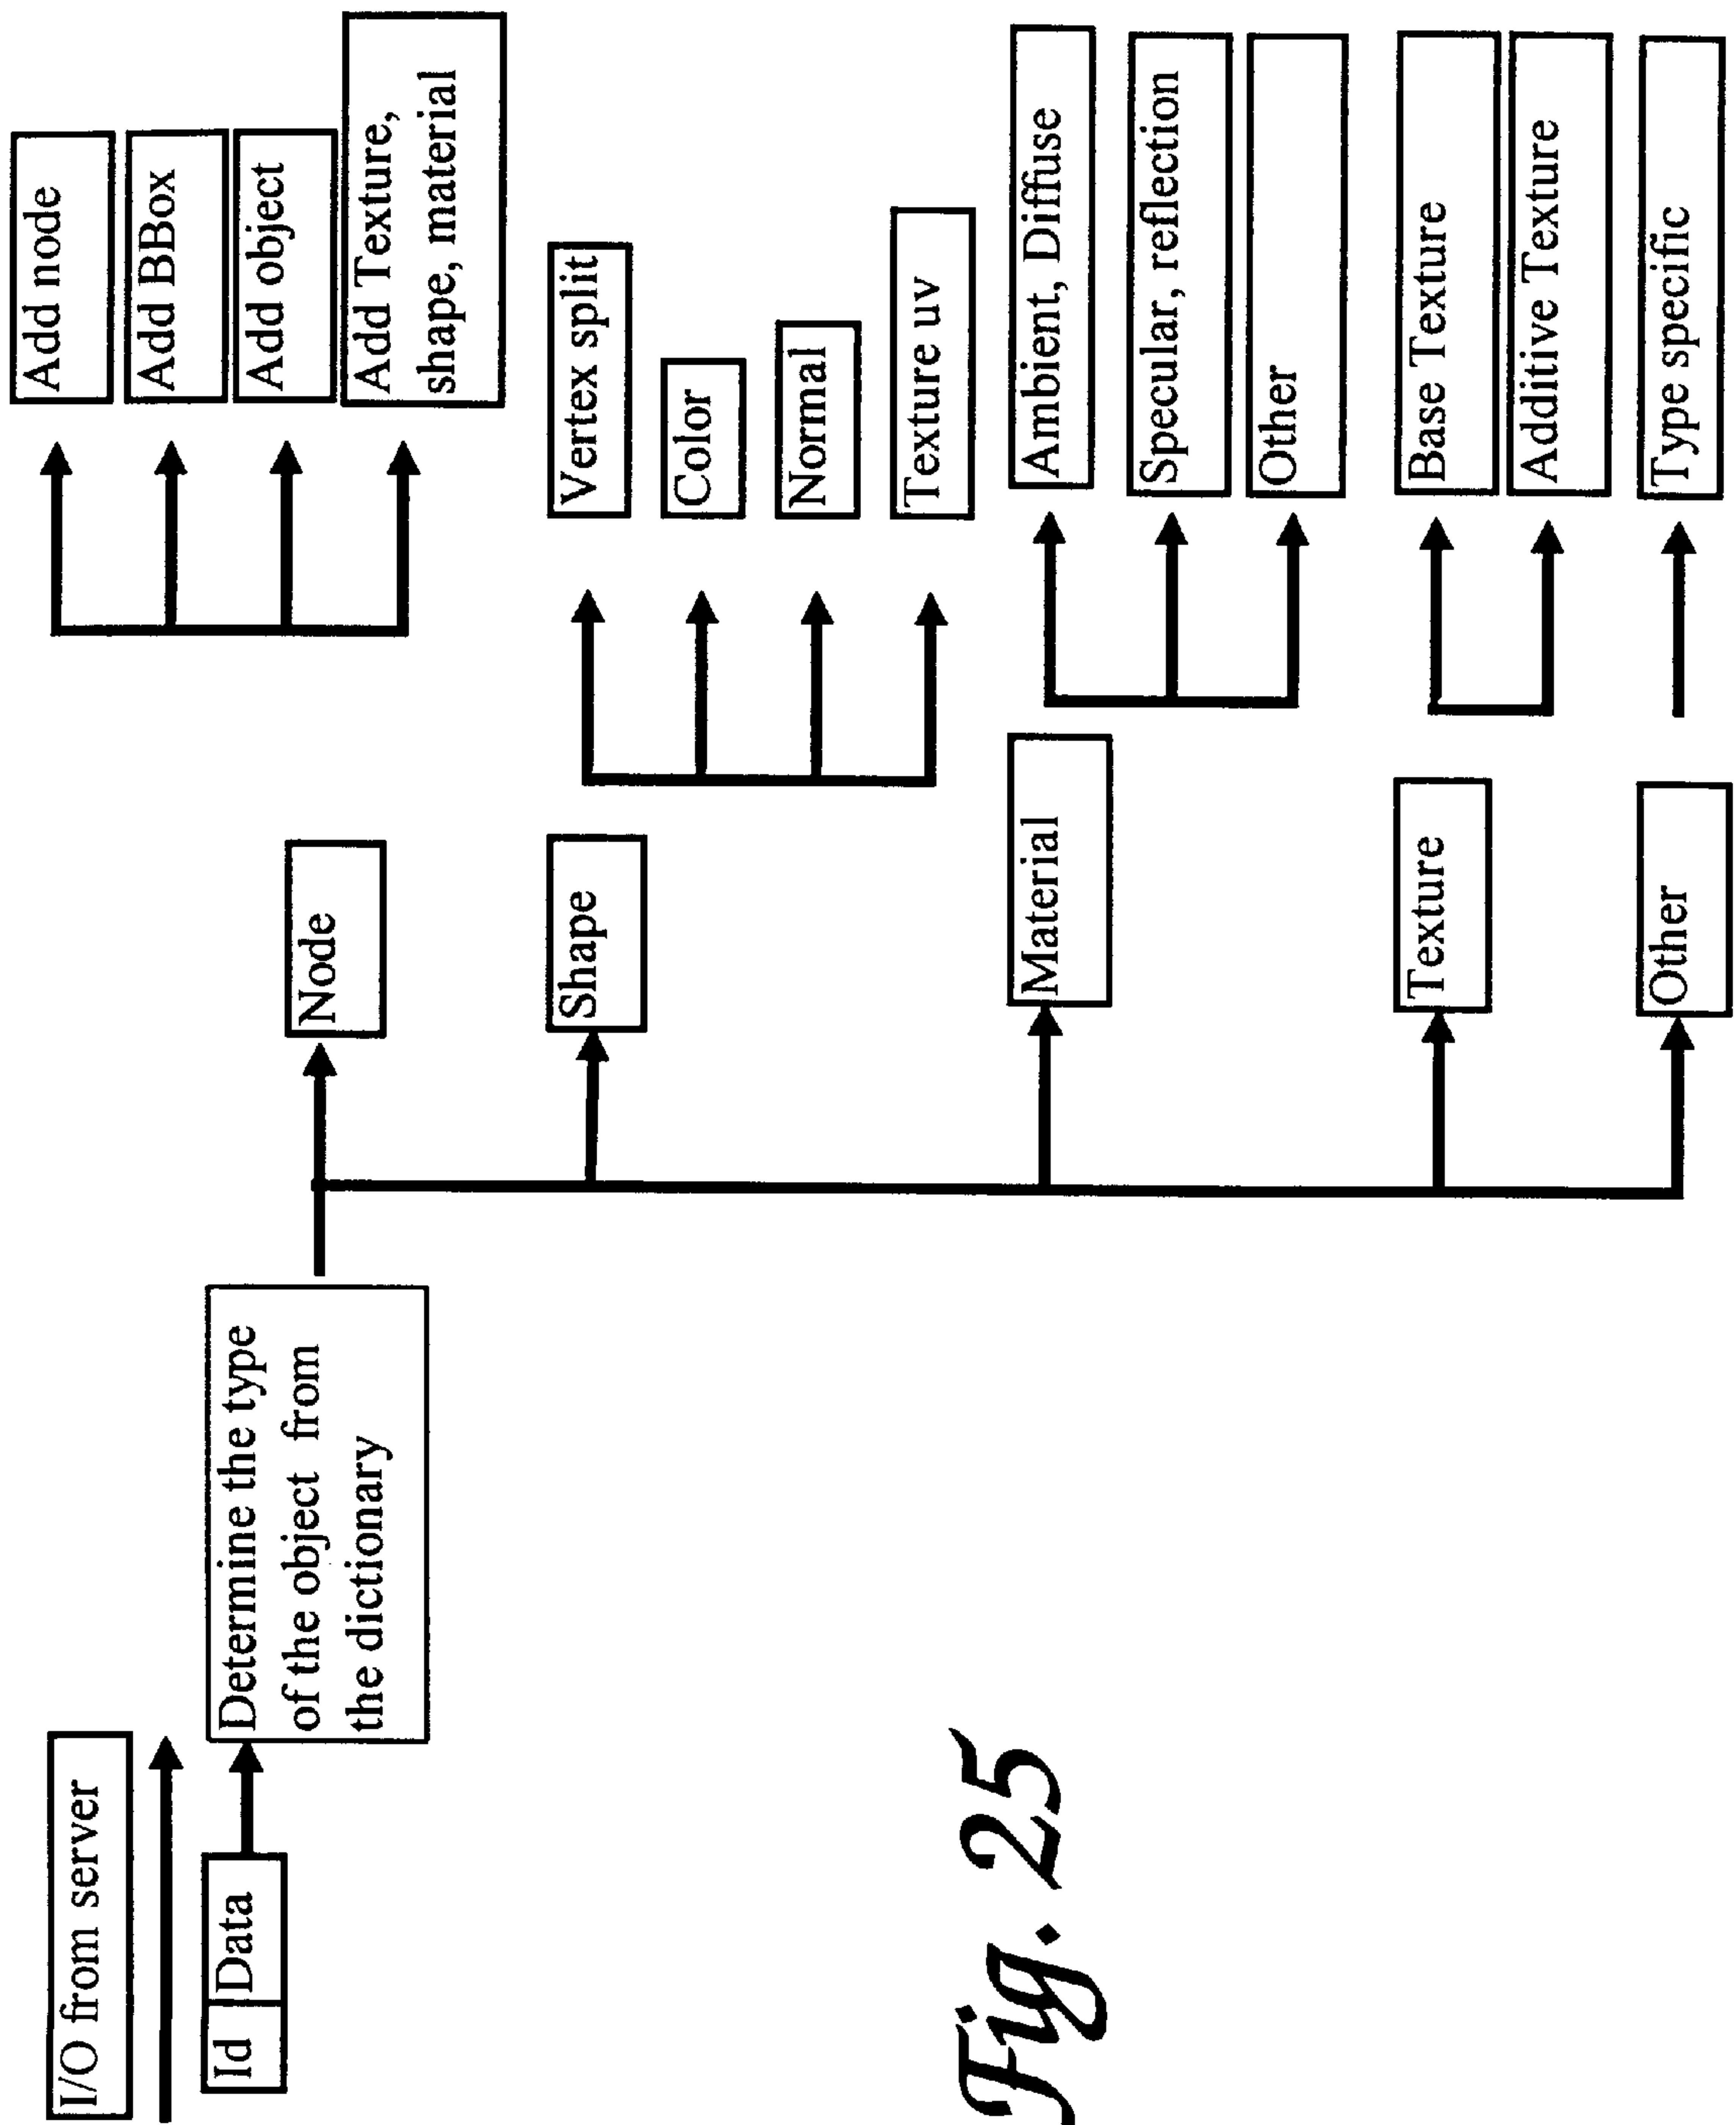 I/O from server
Id
Data
Determine the type
of the object from
the dictionary
Node
Add node
Add BBox
Add object
Add Texture,
shape, material
Shape
Vertex split
Color
Normal
Texture uv
Material
Ambient, Diffuse
Specular, reflection
Other
Texture
Base Texture
Additive Texture
Other
Type specific
Fig. 25